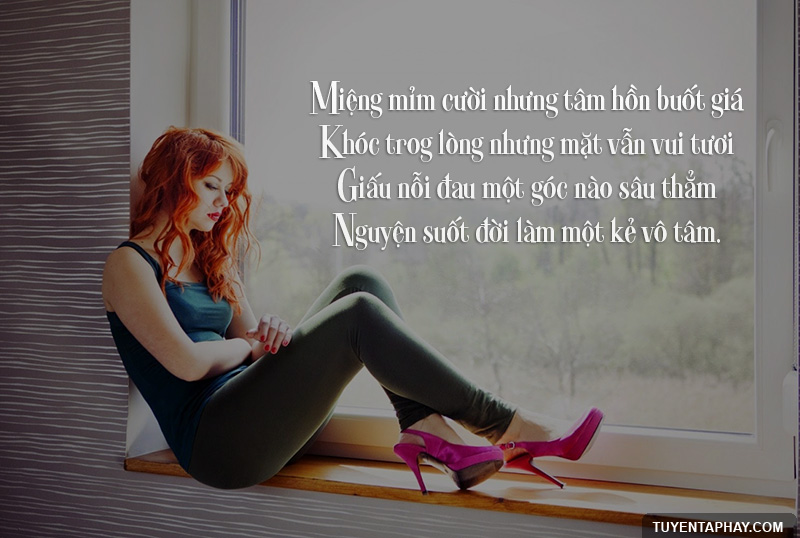 Miệng mỉm cười nhưng tâm hồn buốt giá
Khóc trog lòng nhưng mặt vẫn vui tươi
Giấu nỗi đau một góc nào sâu thẳm
Nguyện suốt đời làm một kẻ vô tâm.
TUYENTAPHAY.COM